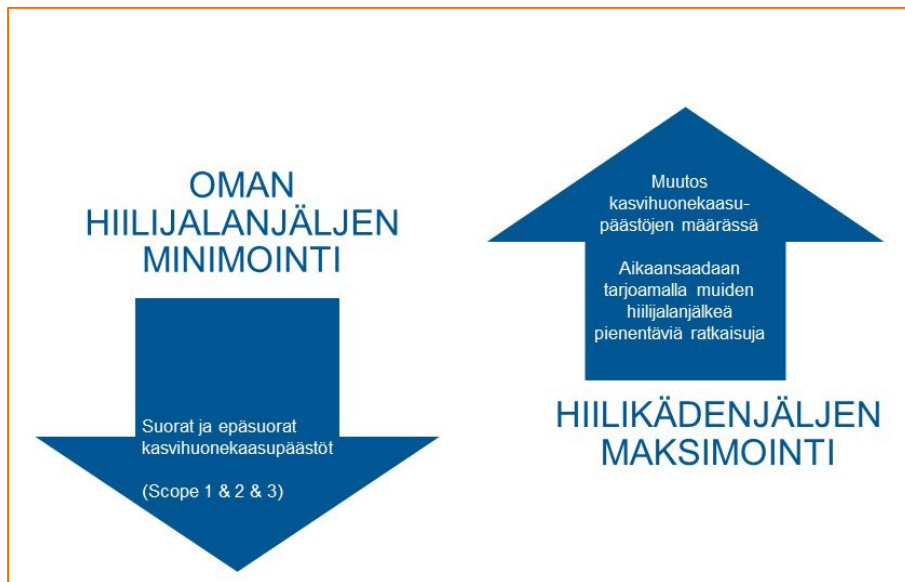 OMAN
HIILIJALANJÄLJEN
MINIMOINTI
Suorat ja epäsuorat
kasvihuonekaasupäästöt
(Scope 1 & 2 & 3)
Muutos
kasvihuonekaasu-
päästöjen määrässä
Aikaansaadaan
tarjoamalla muiden
hiilijalanjälkeä
pienentäviä ratkaisuja
HIILIKÄDENJÄLJEN
MAKSIMOINTI